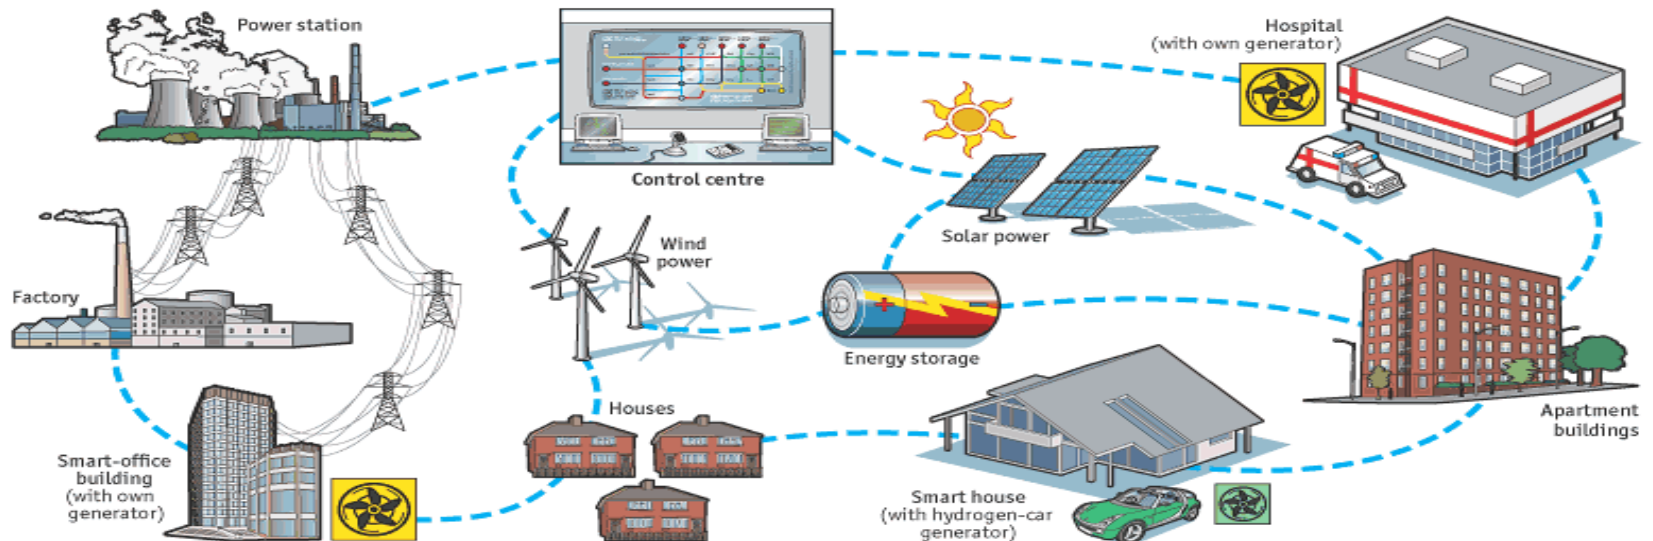 Power station
Hospital
(with own generator)
Control centre
Solar power
Wind
power
Factory
Energy storage
Houses
Apartment
buildings
Smart-office
building
(with own
generator)
Smart house
(with hydrogen-car
generator)